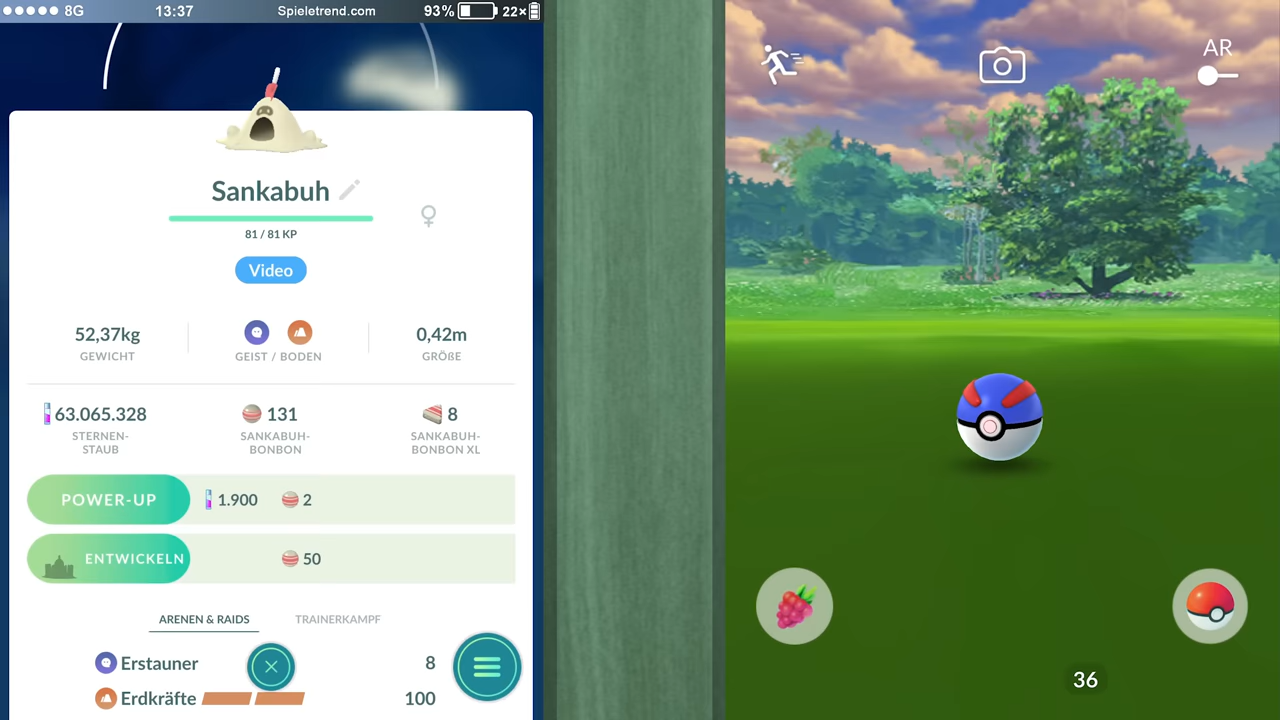 8G 13:37 Spieletrend.com 93% 22×
Sankabuh
81 / 81 KP
Video
52,37kg
GEWICHT
GEIST / BODEN
0,42m
GRÖßE
63.065.328
STERNEN-
STAUB
131
SANKABUH-
BONBON
8
SANKABUH-
BONBON XL
POWER-UP 1.900 2
ENTWICKELN 50
ARENEN & RAIDS TRAINERKAMPF
Erstauner 8
Erdkräfte 100
AR
36